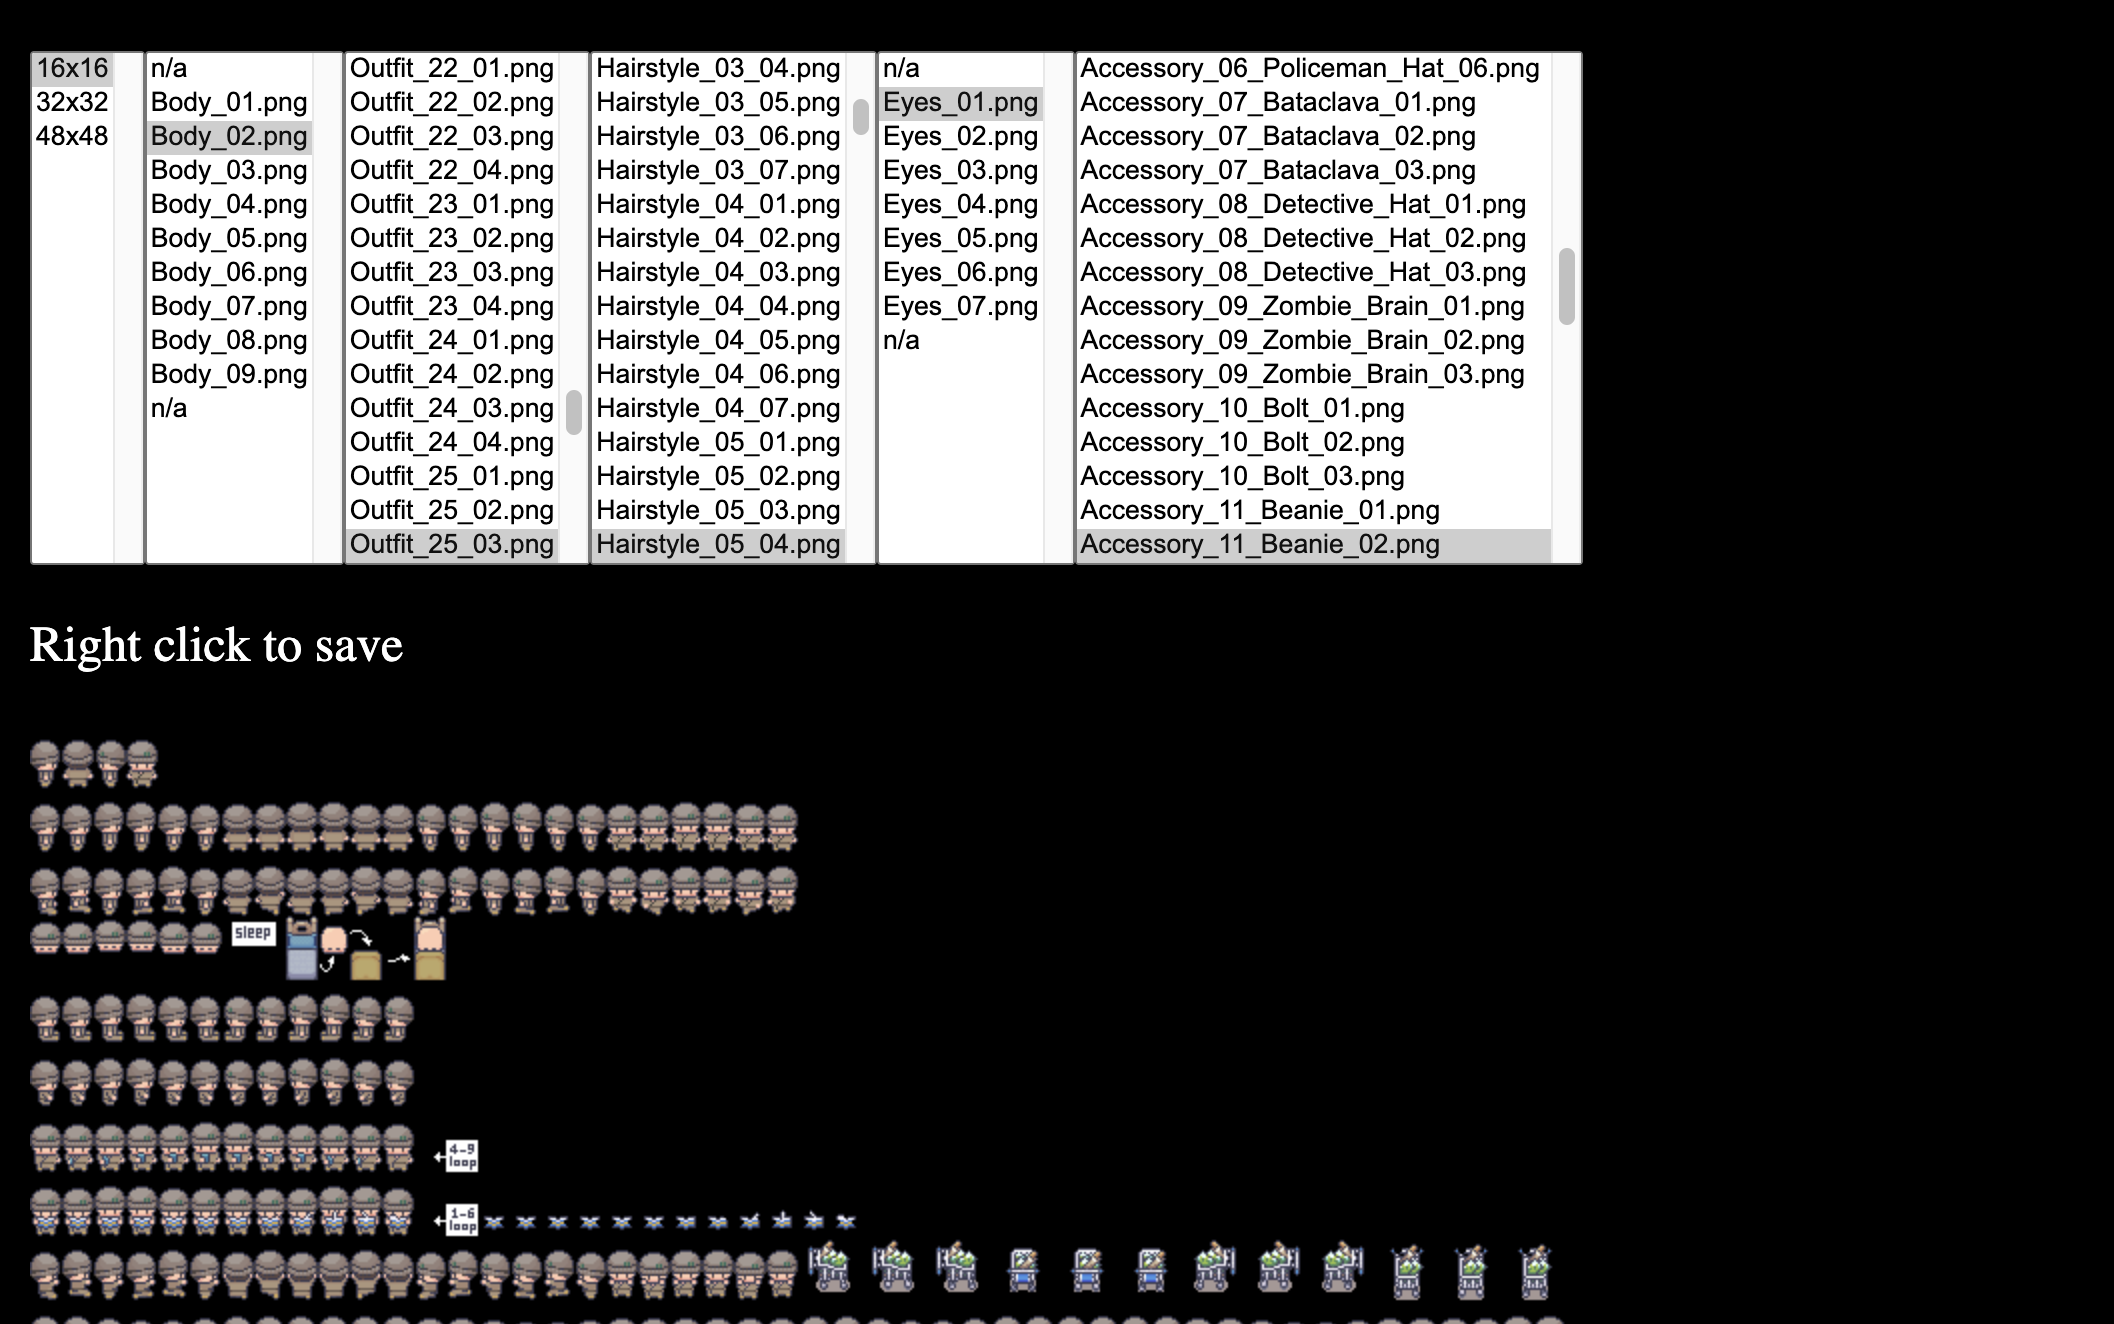 16x16
32x32
48x48
n/a
Body_01.png
Body_02.png
Body_03.png
Body_04.png
Body_05.png
Body_06.png
Body_07.png
Body_08.png
Body_09.png
n/a
Outfit_22_01.png
Outfit_22_02.png
Outfit_22_03.png
Outfit_22_04.png
Outfit_23_01.png
Outfit_23_02.png
Outfit_23_03.png
Outfit_23_04.png
Outfit_24_01.png
Outfit_24_02.png
Outfit_24_03.png
Outfit_24_04.png
Outfit_25_01.png
Outfit_25_02.png
Outfit_25_03.png
Hairstyle_03_04.png
Hairstyle_03_05.png
Hairstyle_03_06.png
Hairstyle_03_07.png
Hairstyle_04_01.png
Hairstyle_04_02.png
Hairstyle_04_03.png
Hairstyle_04_04.png
Hairstyle_04_05.png
Hairstyle_04_06.png
Hairstyle_04_07.png
Hairstyle_05_01.png
Hairstyle_05_02.png
Hairstyle_05_03.png
Hairstyle_05_04.png
n/a
Eyes_01.png
Eyes_02.png
Eyes_03.png
Eyes_04.png
Eyes_05.png
Eyes_06.png
Eyes_07.png
n/a
Accessory_06_Policeman_Hat_06.png
Accessory_07_Bataclava_01.png
Accessory_07_Bataclava_02.png
Accessory_07_Bataclava_03.png
Accessory_08_Detective_Hat_01.png
Accessory_08_Detective_Hat_02.png
Accessory_08_Detective_Hat_03.png
Accessory_09_Zombie_Brain_01.png
Accessory_09_Zombie_Brain_02.png
Accessory_09_Zombie_Brain_03.png
Accessory_10_Bolt_01.png
Accessory_10_Bolt_02.png
Accessory_10_Bolt_03.png
Accessory_11_Beanie_01.png
Accessory_11_Beanie_02.png
Right click to save
sleep
4-9
loop
1-6
loop